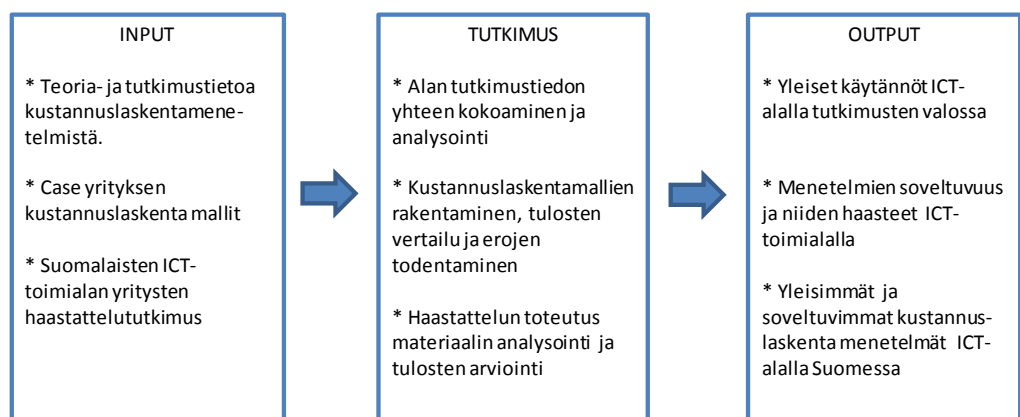 INPUT
* Teoria- ja tutkimustietoa
kustannuslaskentamene-
telmistä.
* Case yrityksen
kustannuslaskenta mallit
* Suomalaisten ICT-
toimialan yritysten
haastattelututkimus
TUTKIMUS
* Alan tutkimustiedon
yhteen kokoaminen ja
analysointi
* Kustannuslaskentamallien
rakentaminen, tulosten
vertailu ja erojen
todentaminen
* Haastattelun toteutus
materiaalin analysointi ja
tulosten arviointi
OUTPUT
* Yleiset käytännöt ICT-
alalla tutkimusten valossa
* Menetelmien soveltuvuus
ja niiden haasteet ICT-
toimialalla
* Yleisimmät ja
soveltuvimmat kustannus-
laskenta menetelmät ICT-
alalla Suomessa